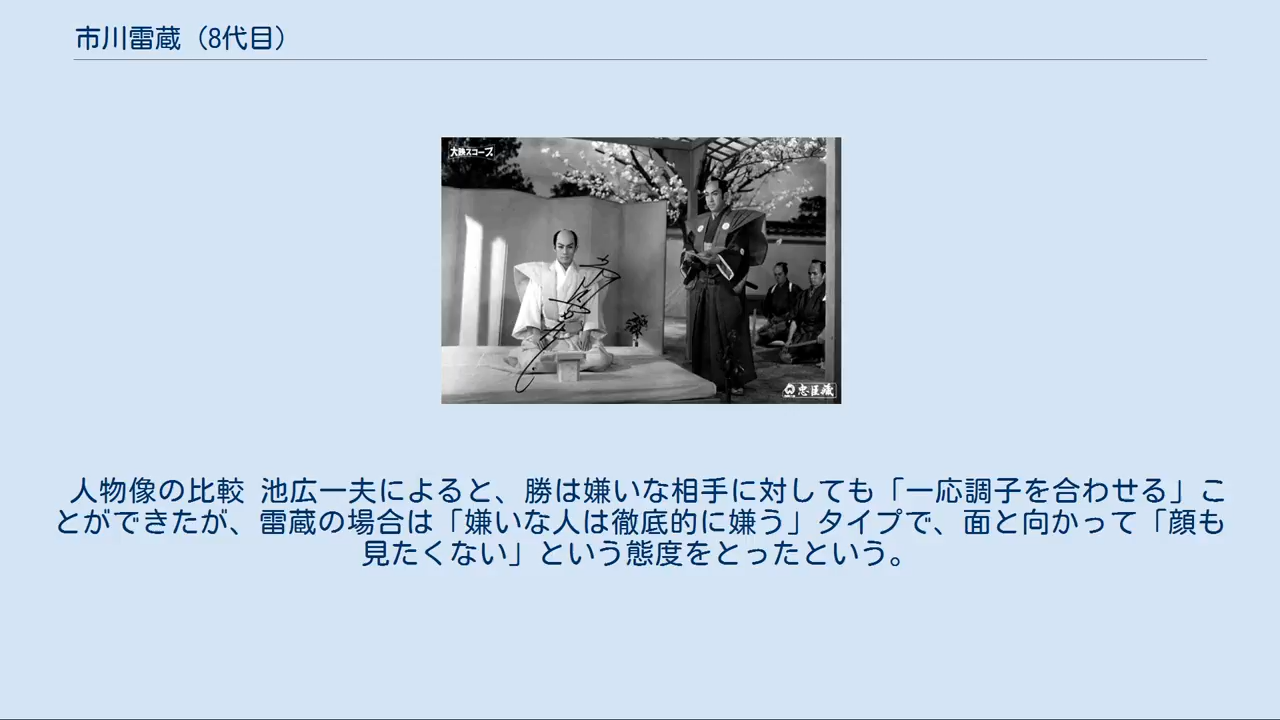 市川雷蔵（8代目）
大映スコープ
忠臣蔵
人物像の比較 池広一夫によると、勝は嫌いな相手に対しても「一応調子を合わせる」こ
とができたが、雷蔵の場合は「嫌いな人は徹底的に嫌う」タイプで、面と向かって「顔も
見たくない」という態度をとったという。